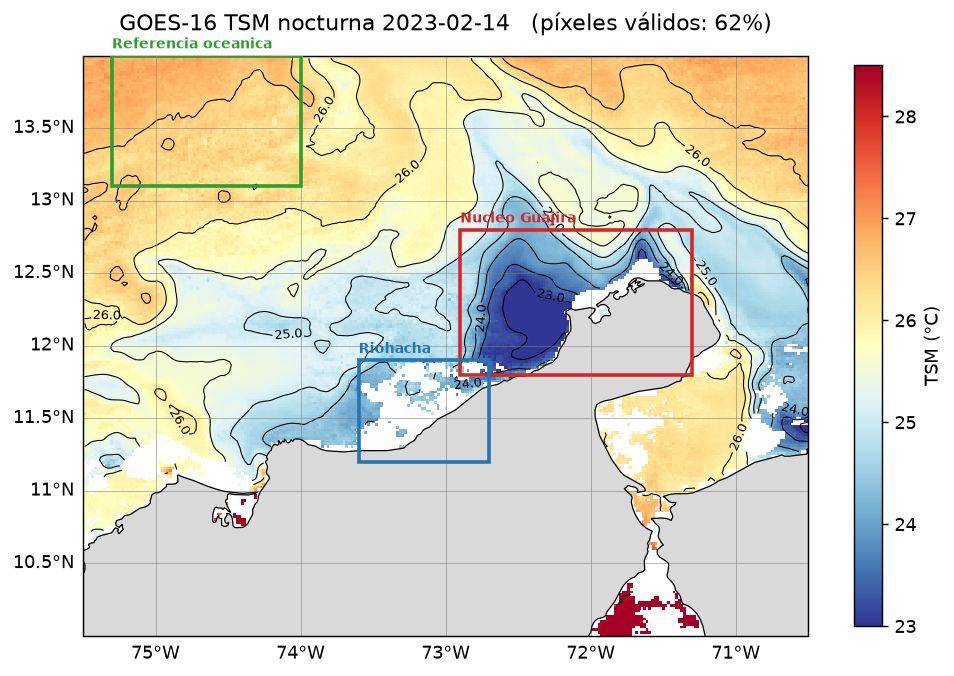 GOES-16 TSM nocturna 2023-02-14 (píxeles válidos: 62%)
Referencia oceanica
Nucleo Guajira
Riohacha
26.0
26.0
26.0
26.0
25.0
24.0
23.0
24.0
25.0
24.0
26.0
26.0
24.0
13.5°N
13°N
12.5°N
12°N
11.5°N
11°N
10.5°N
75°W
74°W
73°W
72°W
71°W
28
27
26
25
24
23
TSM (°C)